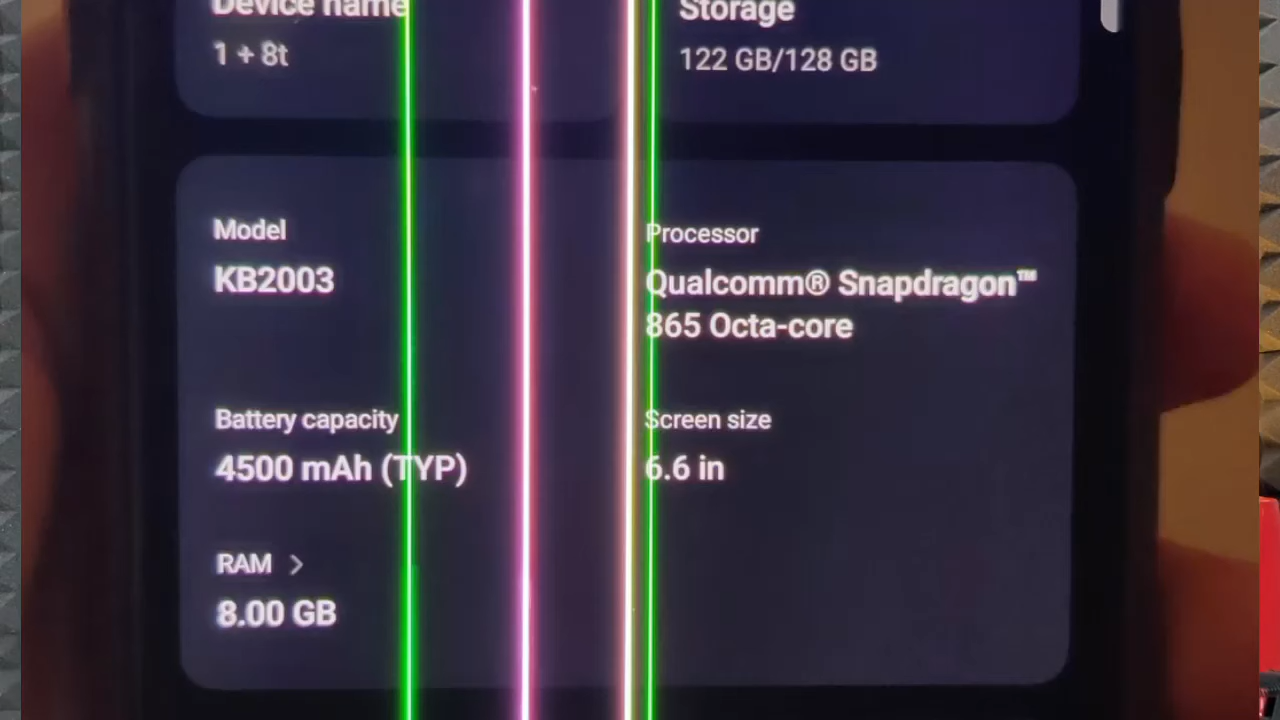 Device name
1 + 8t
Storage
122 GB/128 GB
Model
KB2003
Processor
Qualcomm® Snapdragon™
865 Octa-core
Battery capacity
4500 mAh (TYP)
Screen size
6.6 in
RAM >
8.00 GB